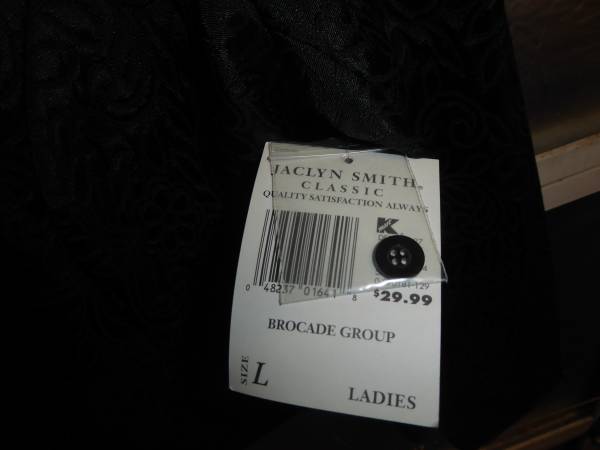 JACLYN SMITH®
CLASSIC
QUALITY SATISFACTION ALWAYS
K
0 48237 01641 8
$29.99
BROCADE GROUP
SIZE L
LADIES